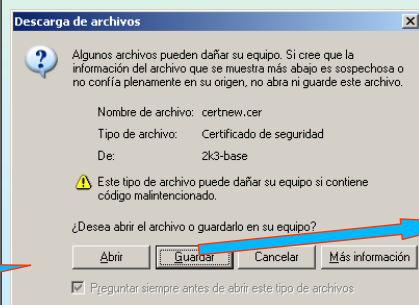 Descarga de archivos
Algunos archivos pueden dañar su equipo. Si cree que la
información del archivo que se muestra más abajo es sospechosa o
no confía plenamente en su origen, no abra ni guarde este archivo.
Nombre de archivo: certnew.cer
Tipo de archivo: Certificado de seguridad
De: 2k3-base
Este tipo de archivo puede dañar su equipo si contiene
código malintencionado.
¿Desea abrir el archivo o guardarlo en su equipo?
Abrir Guardar Cancelar Más información
Preguntar siempre antes de abrir este tipo de archivos